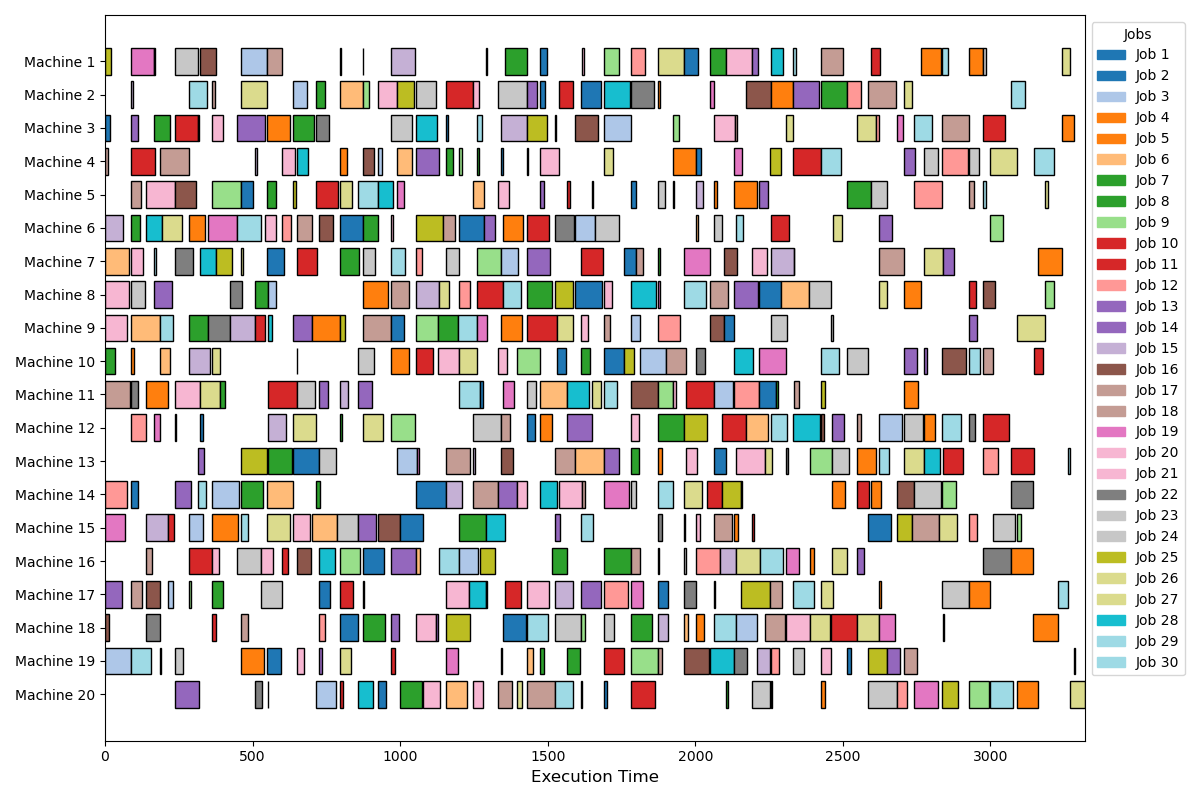 Machine 1
Machine 2
Machine 3
Machine 4
Machine 5
Machine 6
Machine 7
Machine 8
Machine 9
Machine 10
Machine 11
Machine 12
Machine 13
Machine 14
Machine 15
Machine 16
Machine 17
Machine 18
Machine 19
Machine 20
0 500 1000 1500 2000 2500 3000
Execution Time
Jobs
Job 1
Job 2
Job 3
Job 4
Job 5
Job 6
Job 7
Job 8
Job 9
Job 10
Job 11
Job 12
Job 13
Job 14
Job 15
Job 16
Job 17
Job 18
Job 19
Job 20
Job 21
Job 22
Job 23
Job 24
Job 25
Job 26
Job 27
Job 28
Job 29
Job 30